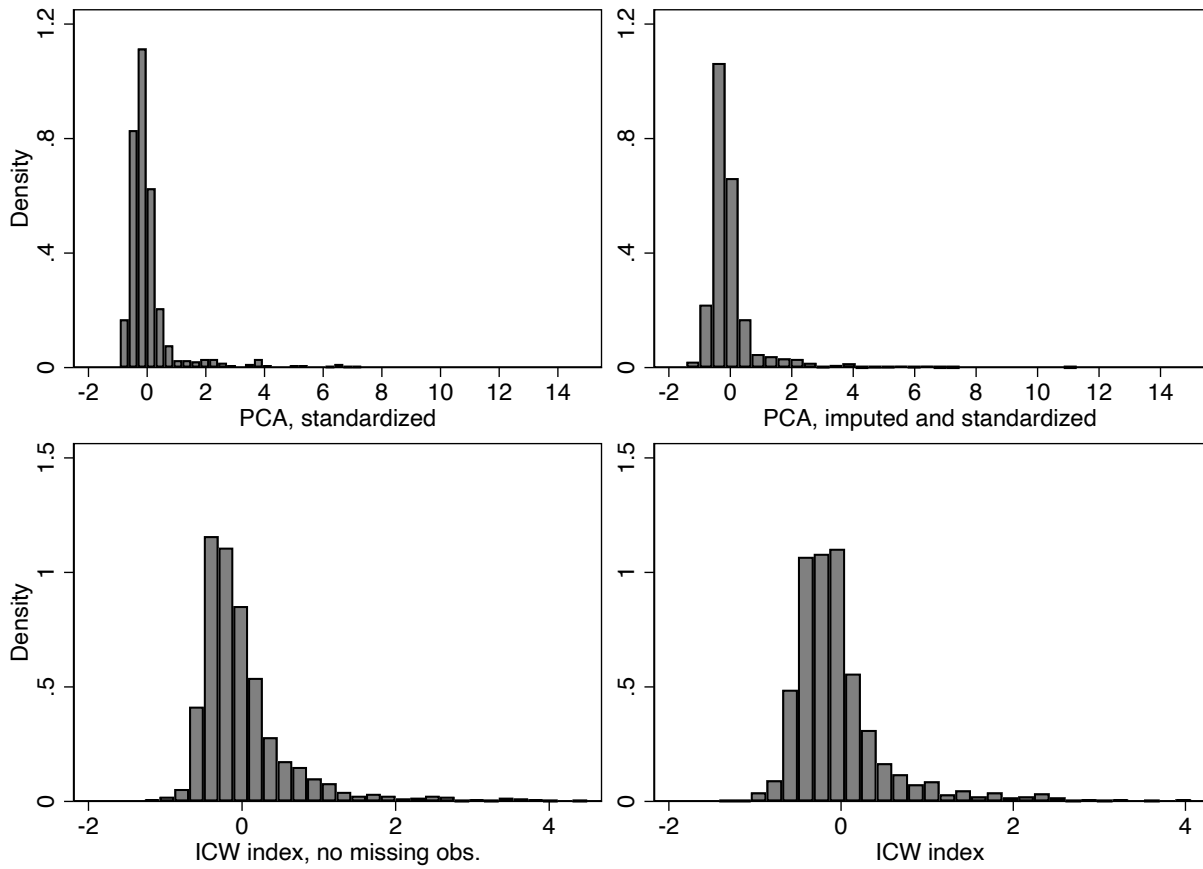 Density
1.2
.8
.4
0
-2 0 2 4 6 8 10 12 14
PCA, standardized
1.2
.8
.4
0
-2 0 2 4 6 8 10 12 14
PCA, imputed and standardized
Density
1.5
1
.5
0
-2 0 2 4
ICW index, no missing obs.
1.5
1
.5
0
-2 0 2 4
ICW index